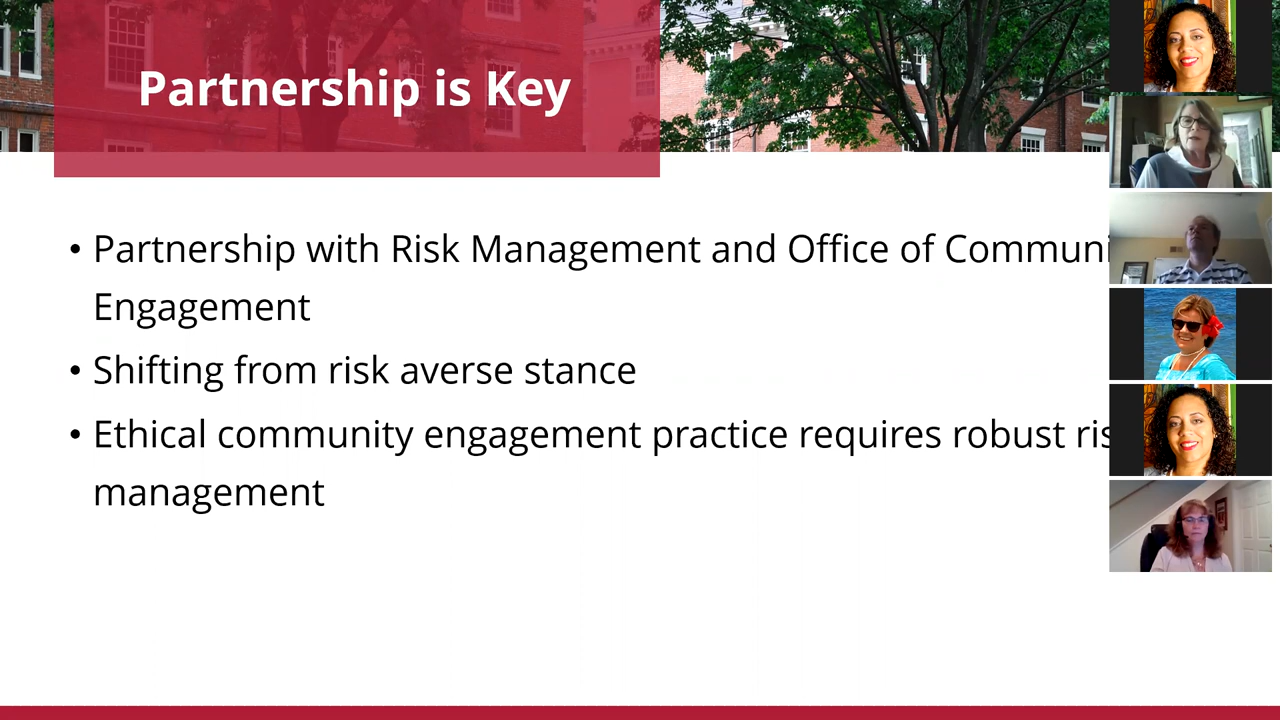 Partnership is Key
• Partnership with Risk Management and Office of Communi
Engagement
• Shifting from risk averse stance
• Ethical community engagement practice requires robust ris
management